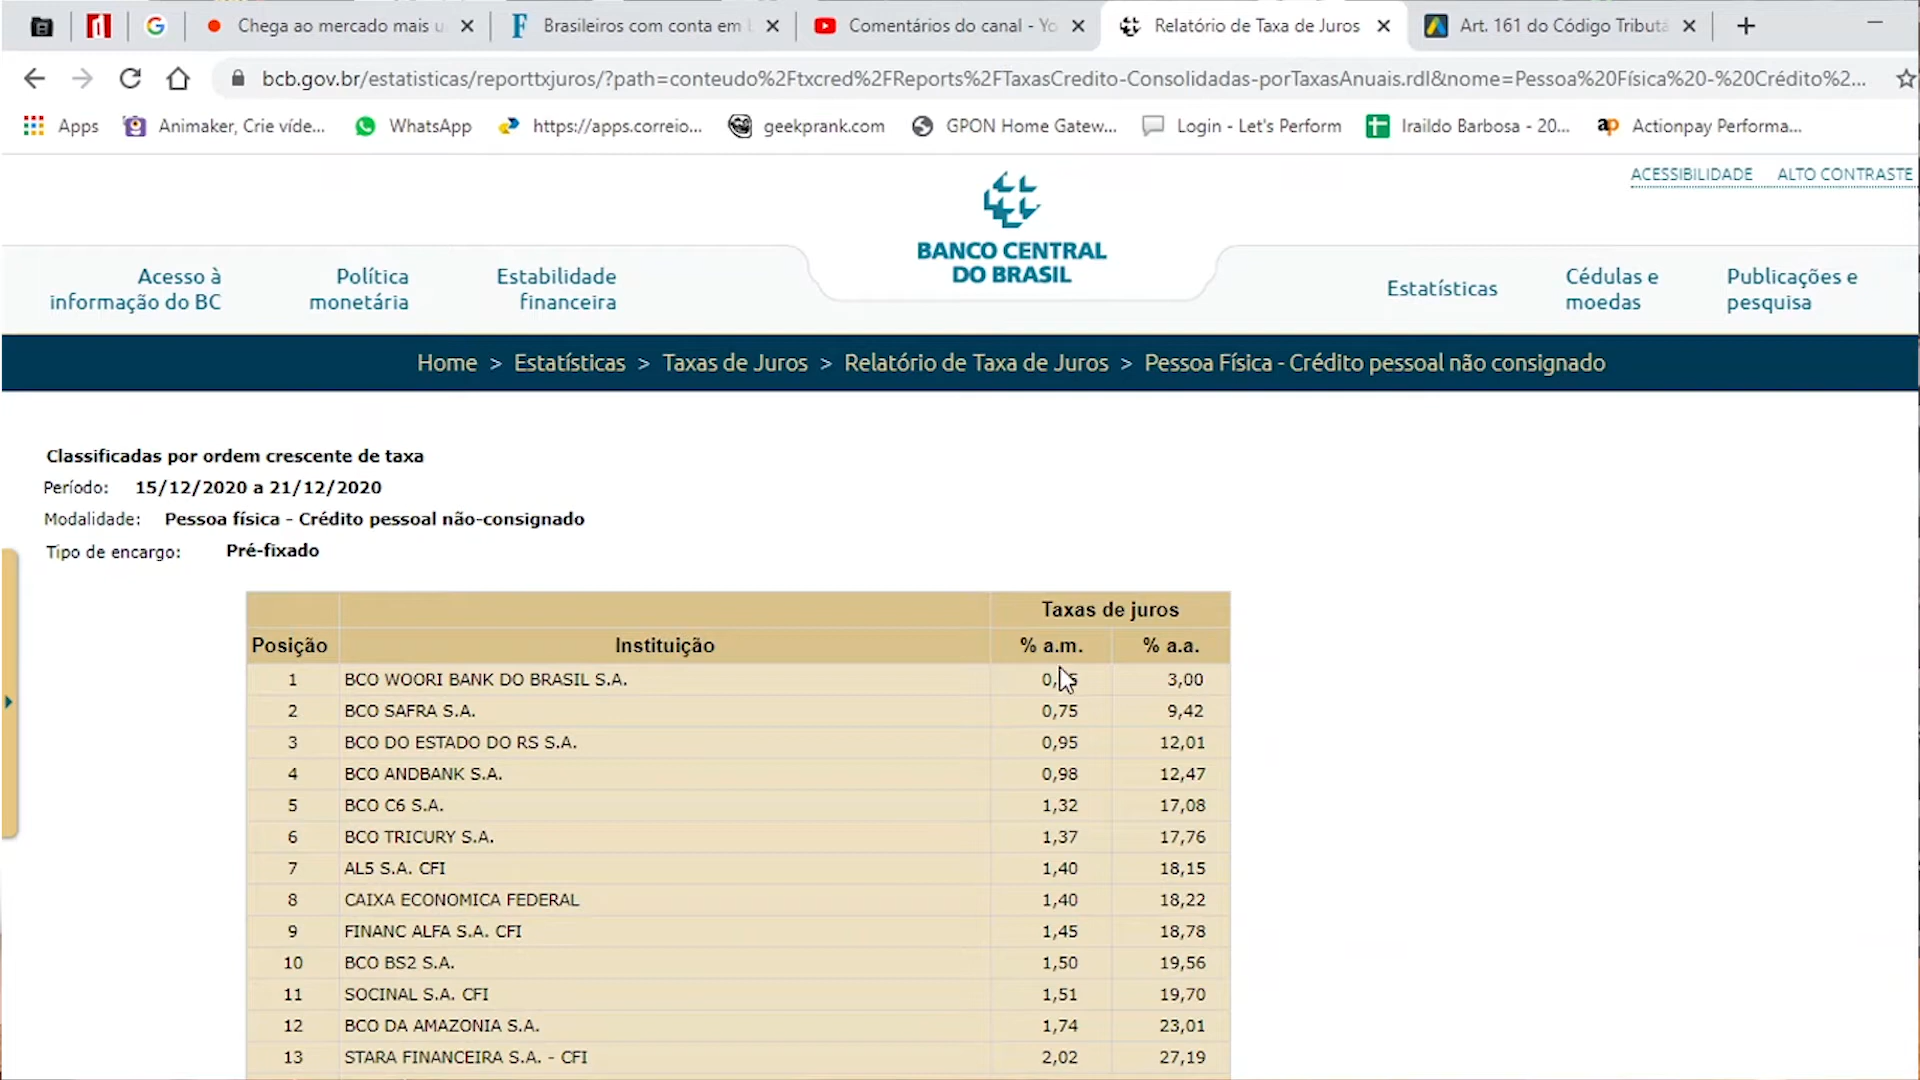 Chega ao mercado mais u
Brasileiros com conta em
Comentários do canal - Yo
Relatório de Taxa de Juros
Art. 161 do Código Tributá
bcb.gov.br/estatisticas/reporttxjuros/?path=conteudo%2Ftxcred%2FReports%2FTaxasCredito-Consolidadas-porTaxasAnuais.rdl&nome=Pessoa%20Física%20-%20Crédito%2...
Apps Animaker, Crie víde... WhatsApp https://apps.correio... geekprank.com GPON Home Gatew... Login - Let's Perform Iraildo Barbosa - 20... Actionpay Performa...
ACESSIBILIDADE ALTO CONTRASTE
BANCO CENTRAL
DO BRASIL
Acesso à
informação do BC
Política
monetária
Estabilidade
financeira
Estatísticas
Cédulas e
moedas
Publicações e
pesquisa
Home > Estatísticas > Taxas de Juros > Relatório de Taxa de Juros > Pessoa Física - Crédito pessoal não consignado
Classificadas por ordem crescente de taxa
Período: 15/12/2020 a 21/12/2020
Modalidade: Pessoa física - Crédito pessoal não-consignado
Tipo de encargo: Pré-fixado
Taxas de juros
Posição Instituição % a.m. % a.a.
1 BCO WOORI BANK DO BRASIL S.A. 3,00
2 BCO SAFRA S.A. 0,75 9,42
3 BCO DO ESTADO DO RS S.A. 0,95 12,01
4 BCO ANDBANK S.A. 0,98 12,47
5 BCO C6 S.A. 1,32 17,08
6 BCO TRICURY S.A. 1,37 17,76
7 AL5 S.A. CFI 1,40 18,15
8 CAIXA ECONOMICA FEDERAL 1,40 18,22
9 FINANC ALFA S.A. CFI 1,45 18,78
10 BCO BS2 S.A. 1,50 19,56
11 SOCINAL S.A. CFI 1,51 19,70
12 BCO DA AMAZONIA S.A. 1,74 23,01
13 STARA FINANCEIRA S.A. - CFI 2,02 27,19